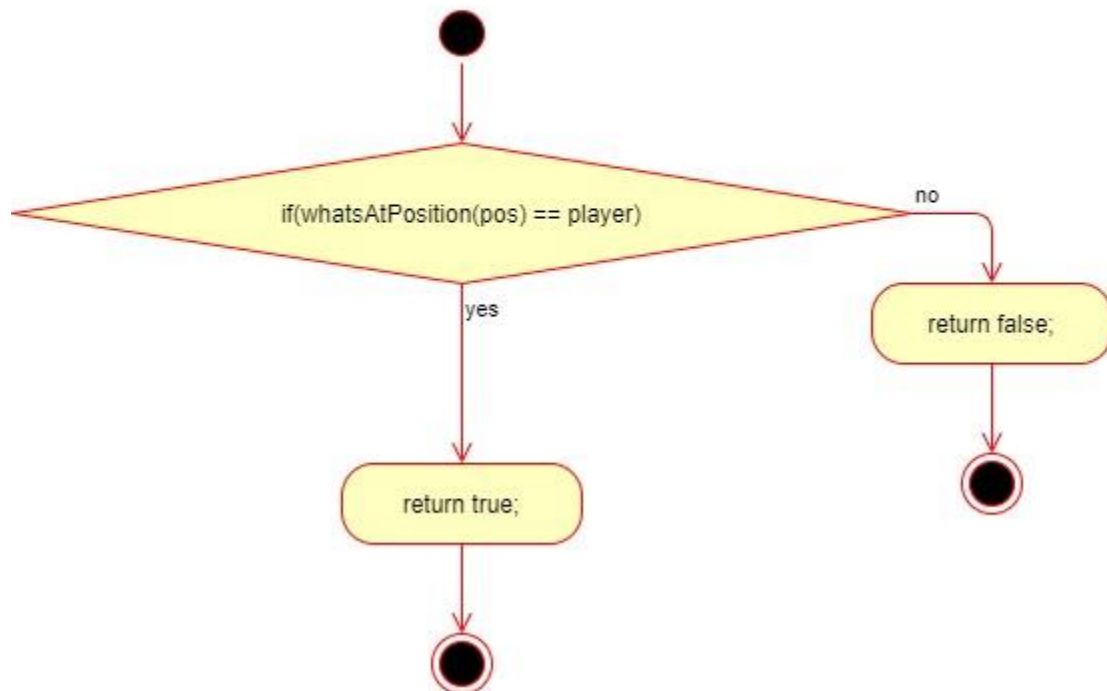 if(whatsAtPosition(pos) == player)
no
yes
return false;
return true;